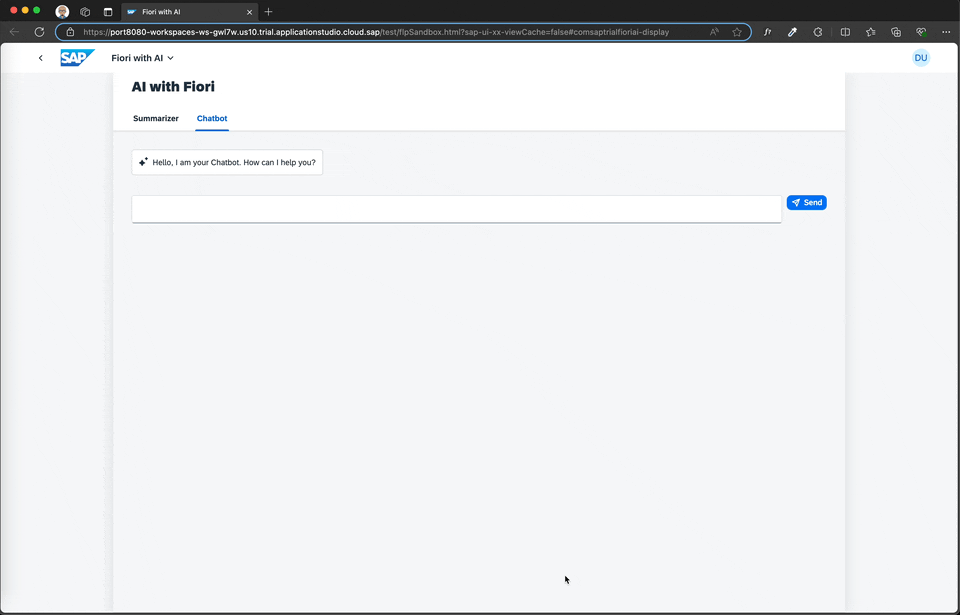 Fiori with AI
https://port8080-workspaces-ws-gwl7w.us10.trial.applicationstudio.cloud.sap/test/flpSandbox.html?sap-ui-xx-viewCache=false#comsaptrialfioriai-display
SAP Fiori with AI DU
AI with Fiori
Summarizer Chatbot
Hello, I am your Chatbot. How can I help you?
Send